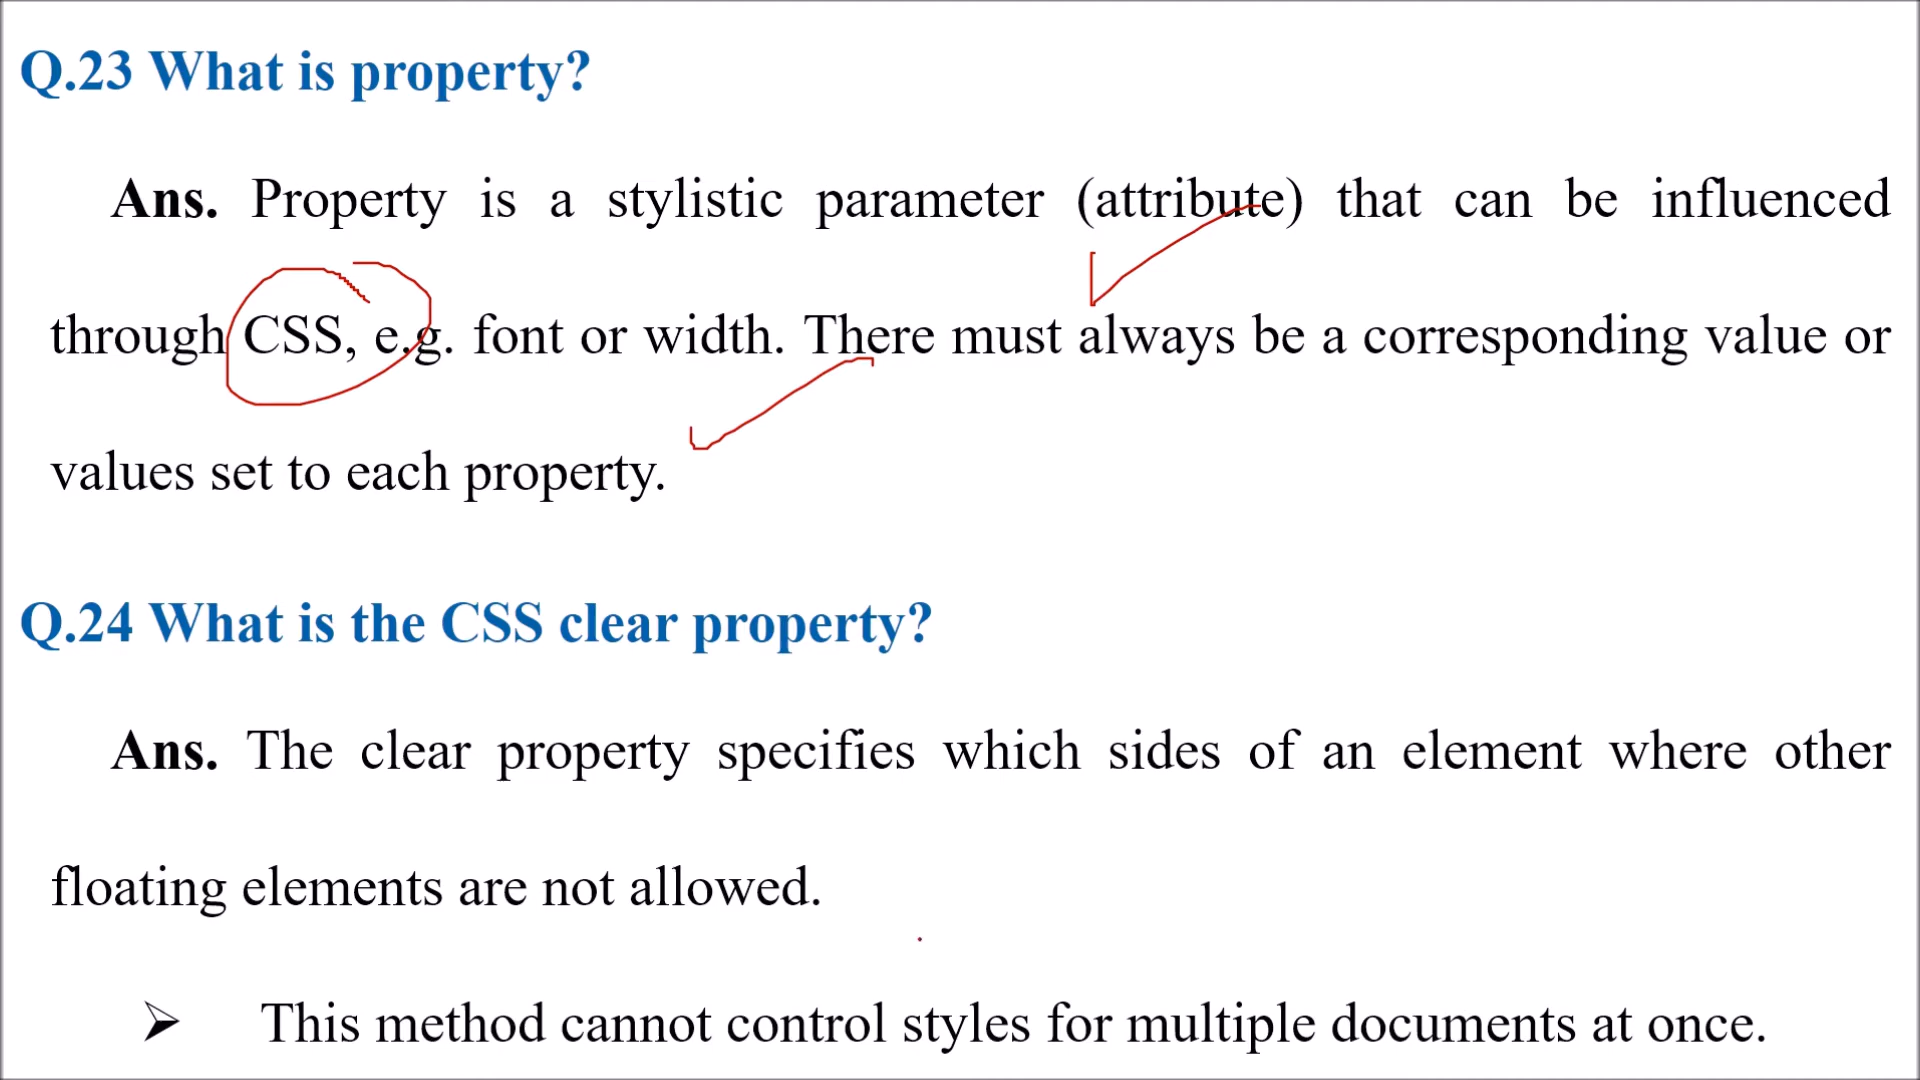 Q.23 What is property?
Ans. Property is a stylistic parameter (attribute) that can be influenced
through CSS, e.g. font or width. There must always be a corresponding value or
values set to each property.
Q.24 What is the CSS clear property?
Ans. The clear property specifies which sides of an element where other
floating elements are not allowed.
➢ This method cannot control styles for multiple documents at once.